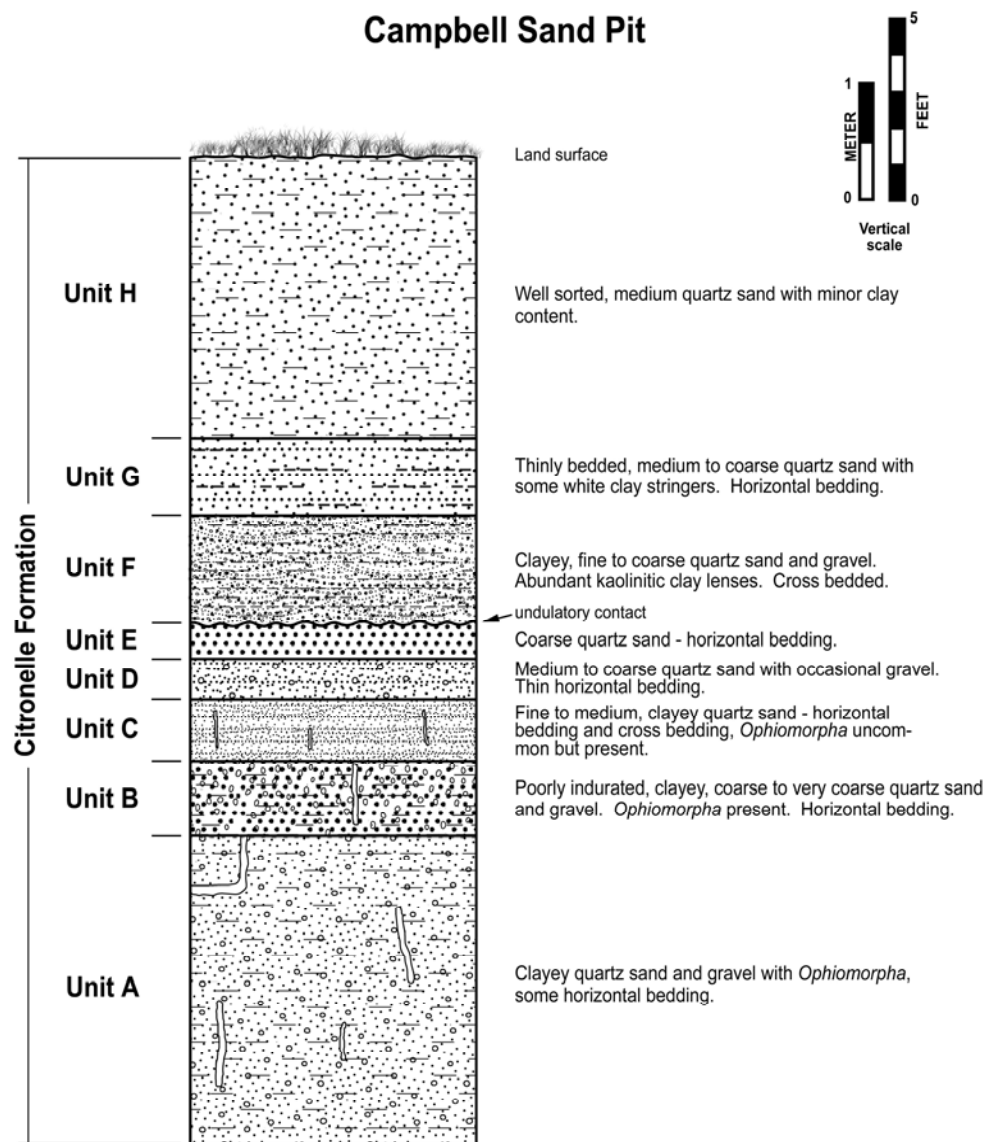 Campbell Sand Pit
5
1
METER
FEET
0
0
Vertical
scale
Land surface
Citronelle Formation
Unit H
Well sorted, medium quartz sand with minor clay
content.
Unit G
Thinly bedded, medium to coarse quartz sand with
some white clay stringers. Horizontal bedding.
Unit F
Clayey, fine to coarse quartz sand and gravel.
Abundant kaolinitic clay lenses. Cross bedded.
undulatory contact
Unit E
Coarse quartz sand - horizontal bedding.
Unit D
Medium to coarse quartz sand with occasional gravel.
Thin horizontal bedding.
Unit C
Fine to medium, clayey quartz sand - horizontal
bedding and cross bedding, Ophiomorpha uncom-
mon but present.
Unit B
Poorly indurated, clayey, coarse to very coarse quartz sand
and gravel. Ophiomorpha present. Horizontal bedding.
Unit A
Clayey quartz sand and gravel with Ophiomorpha,
some horizontal bedding.